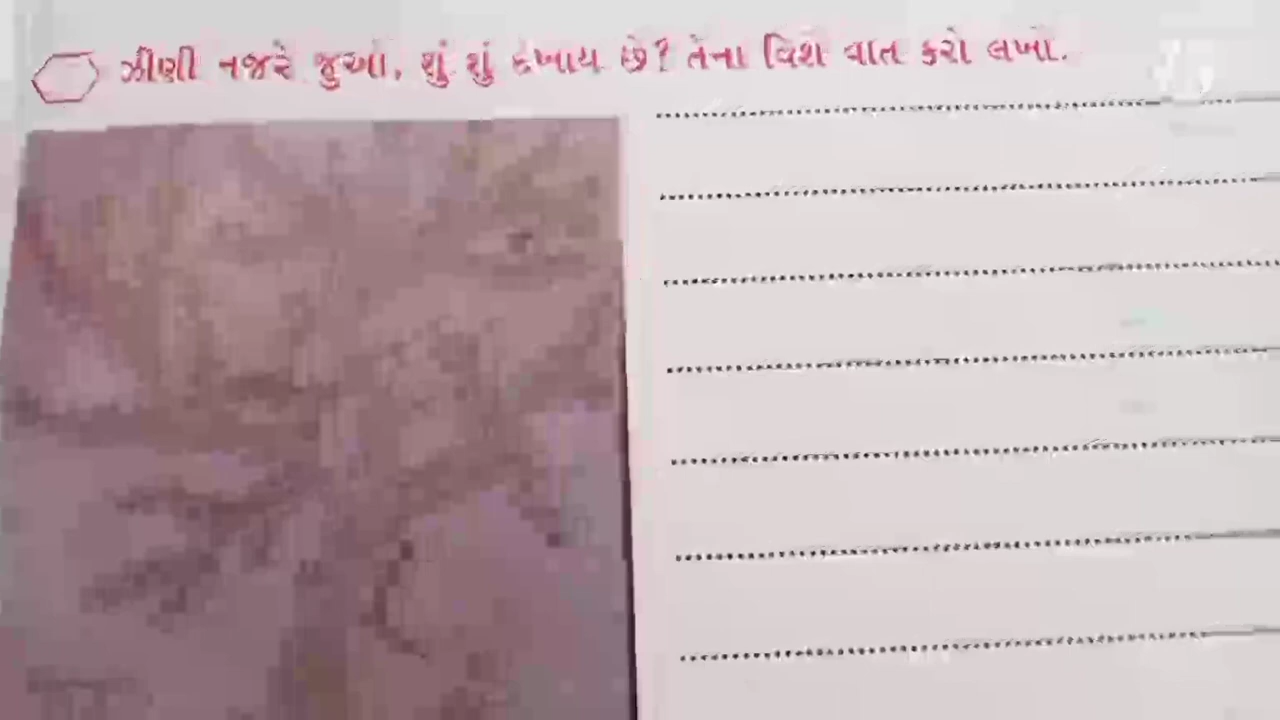 ઝીણી નજરે જુઓ, શું શું દેખાય છે? તેના વિશે વાત કરો લખો.